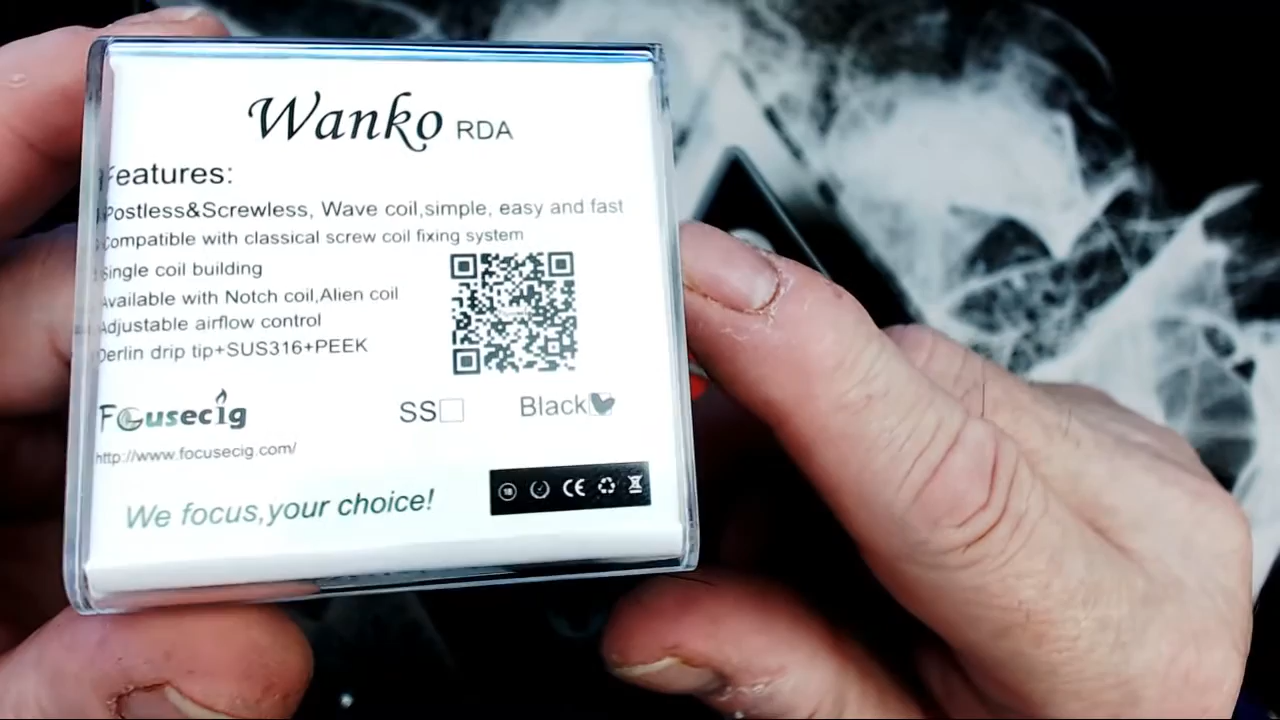 Wanko RDA
Features:
Postless&Screwless, Wave coil,simple, easy and fast
Compatible with classical screw coil fixing system
Single coil building
Available with Notch coil,Alien coil
Adjustable airflow control
Derlin drip tip+SUS316+PEEK
Focusecig
SS Black
http://www.focusecig.com/
We focus,your choice!
18 CE